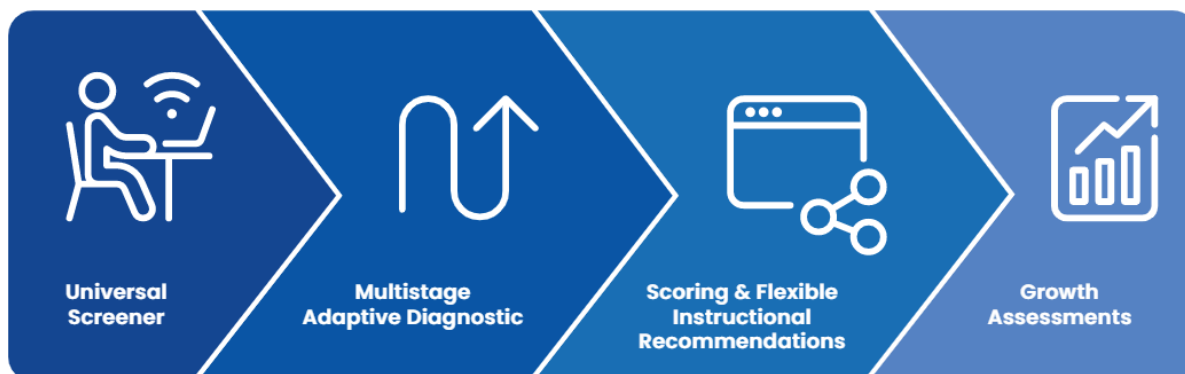 Universal
Screener
Multistage
Adaptive Diagnostic
Scoring & Flexible
Instructional
Recommendations
Growth
Assessments